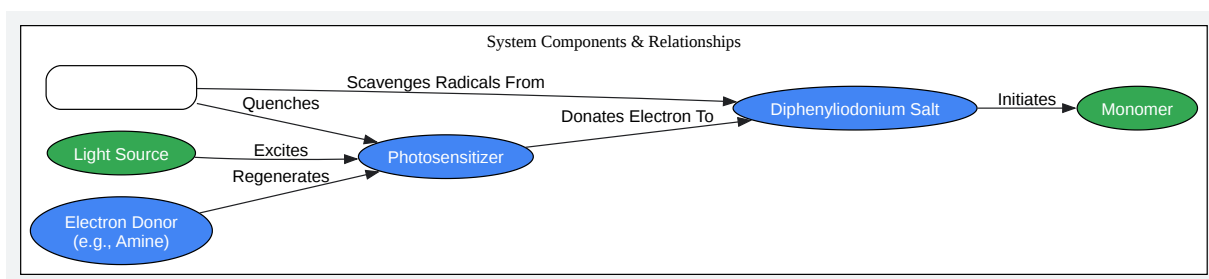 System Components & Relationships
Scavenges Radicals From
Quenches
Donates Electron To
Diphenyliodonium Salt
Initiates
Monomer
Light Source
Excites
Photosensitizer
Regenerates
Electron Donor
(e.g., Amine)